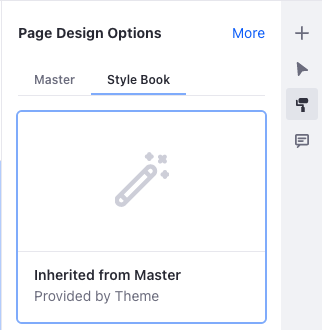 Page Design Options More
Master Style Book
Inherited from Master
Provided by Theme